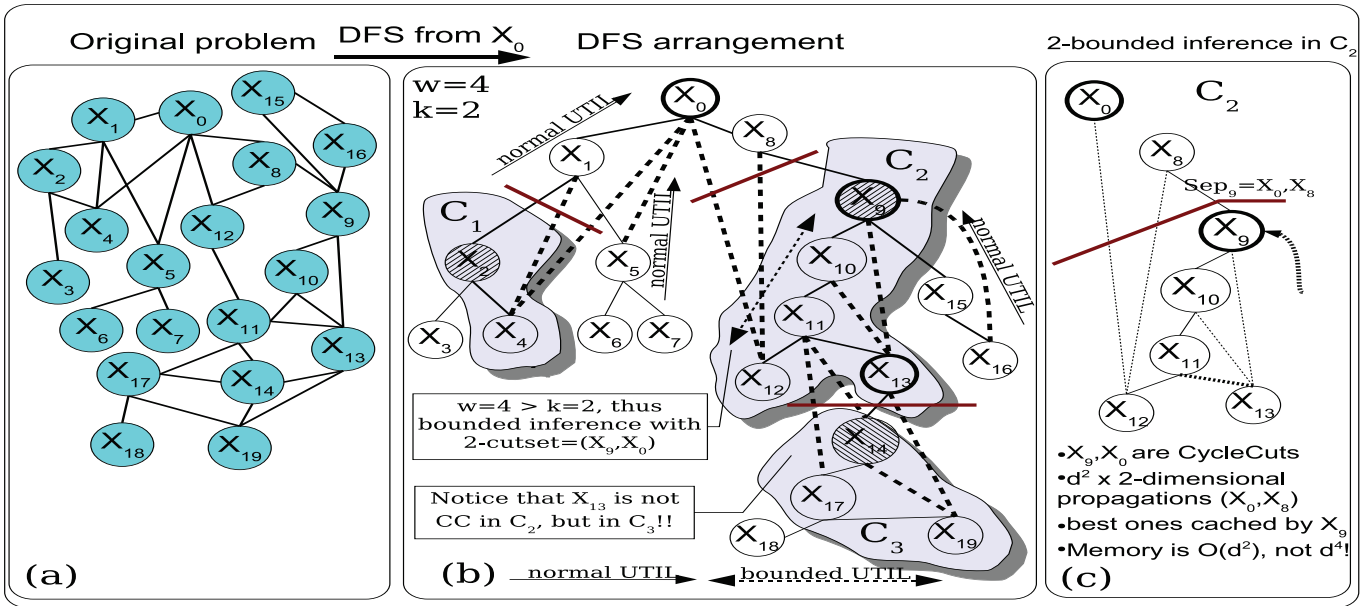 Original problem
DFS from X0
DFS arrangement
2-bounded inference in C2
X15
X0
X1
X16
X8
X2
X9
X12
X4
X5
X10
X3
X11
X6
X7
X13
X17
X14
X18
X19
(a)
w=4
k=2
normal UTIL
X0
X8
X1
C2
C1
X9
normal UTIL
normal UTIL
X2
X5
X10
X15
X11
X3
X4
X6
X7
X16
X12
X13
w=4 > k=2, thus
bounded inference with
2-cutset=(X9,X0)
X14
Notice that X13 is not
CC in C2, but in C3!!
X17
X18
C3
X19
(b)
normal UTIL
bounded UTIL
X0
C2
X8
Sep9=X0,X8
X9
X10
X11
X12
X13
•X9,X0 are CycleCuts
•d² x 2-dimensional
propagations (X0,X8)
•best ones cached by X9
•Memory is O(d²), not d⁴!
(c)